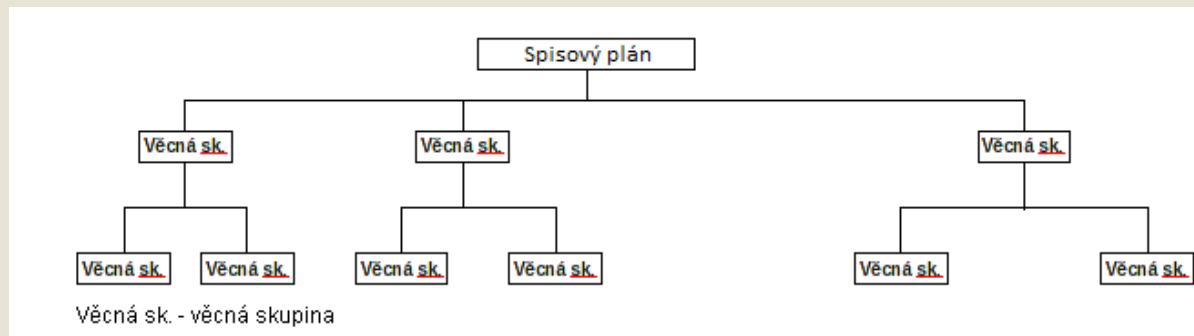 Spisový plán
Věcná sk. Věcná sk. Věcná sk.
Věcná sk. Věcná sk. Věcná sk. Věcná sk. Věcná sk. Věcná sk.
Věcná sk. - věcná skupina